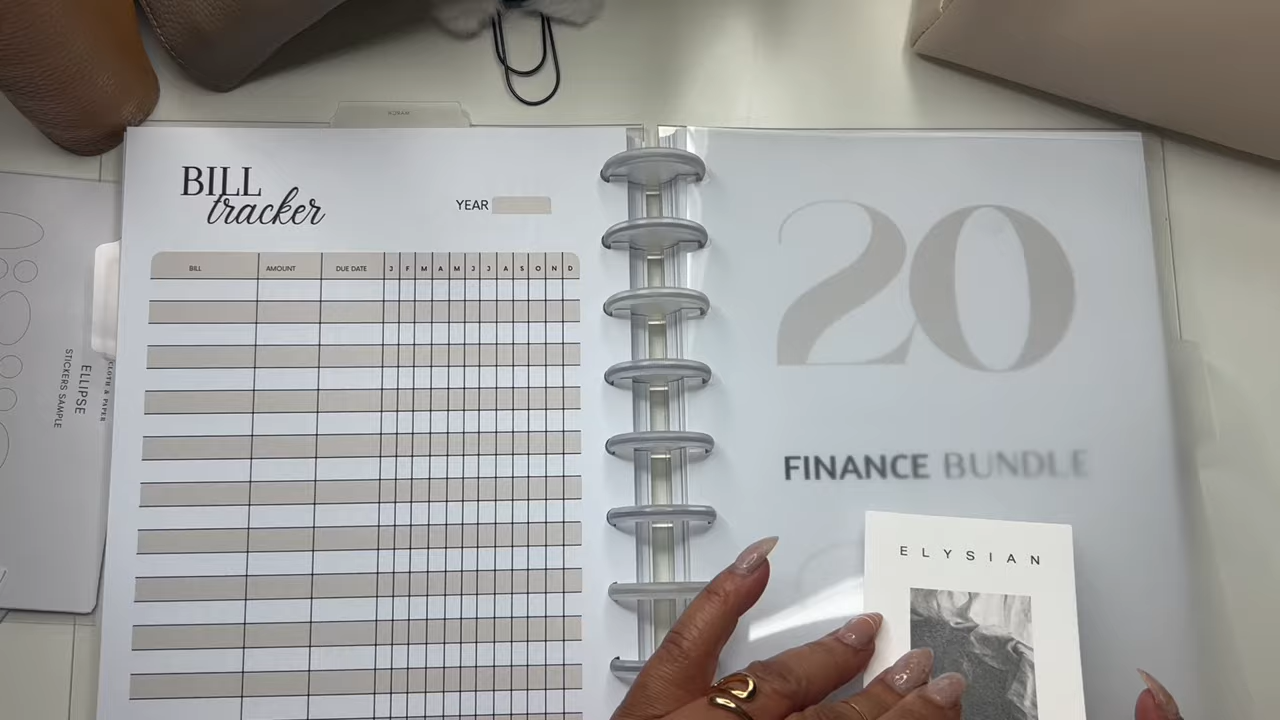 BILL
tracker
YEAR
BILL AMOUNT DUE DATE J F M A M J J A S O N D
20
FINANCE BUNDLE
ELYSIAN
CLOTH & PAPER
ELLIPSE
STICKERS SAMPLE